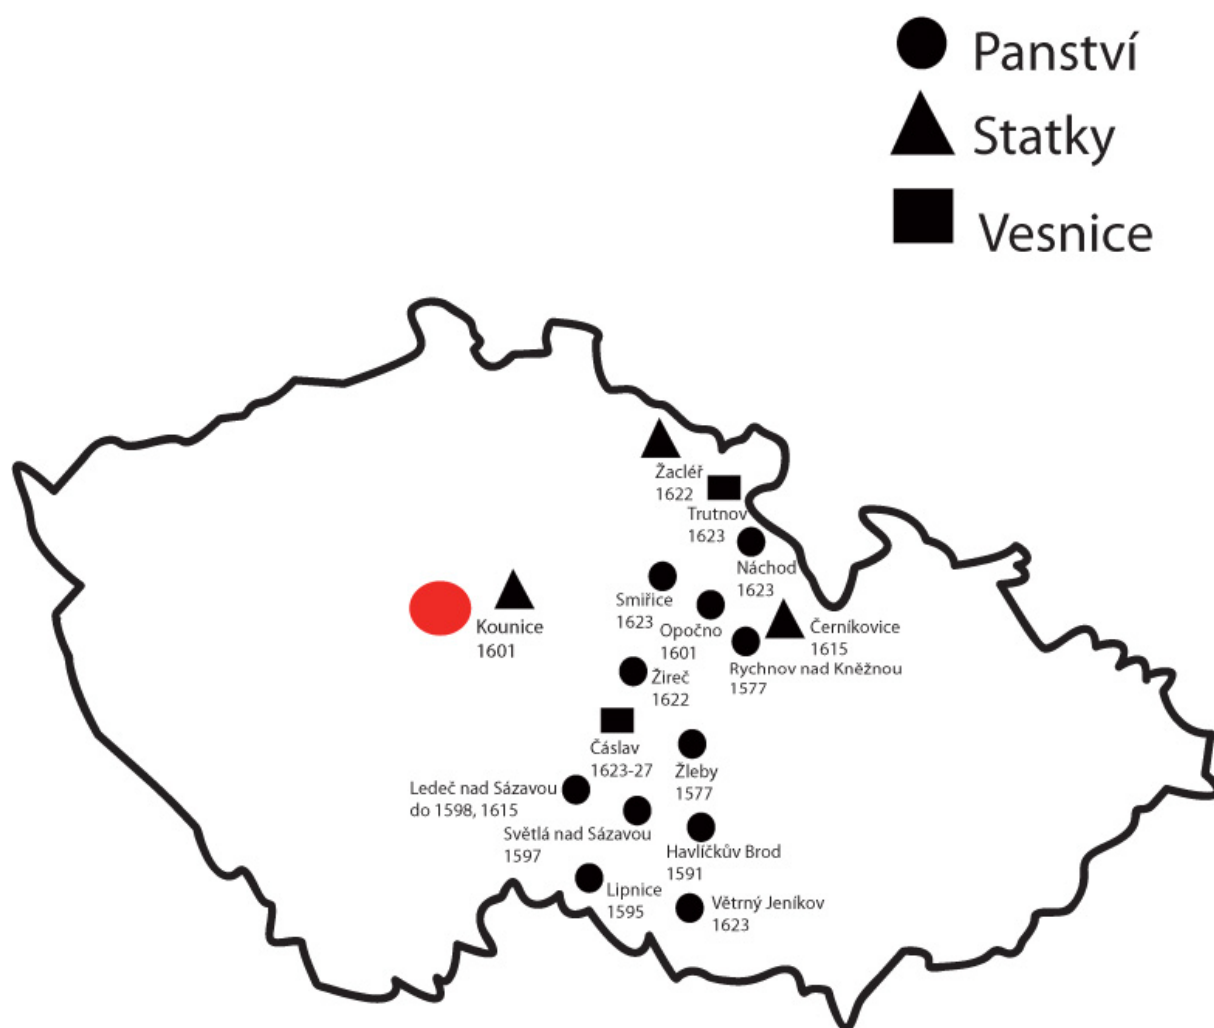 Panství
Statky
Vesnice
Žacléř
1622
Trutnov
1623
Náchod
1623
Smiřice
1623
Opočno
1601
Černíkovice
1615
Kounice
1601
Rychnov nad Kněžnou
1577
Žireč
1622
Čáslav
1623-27
Žleby
1577
Ledeč nad Sázavou
do 1598, 1615
Světlá nad Sázavou
1597
Havlíčkův Brod
1591
Lipnice
1595
Větrný Jeníkov
1623